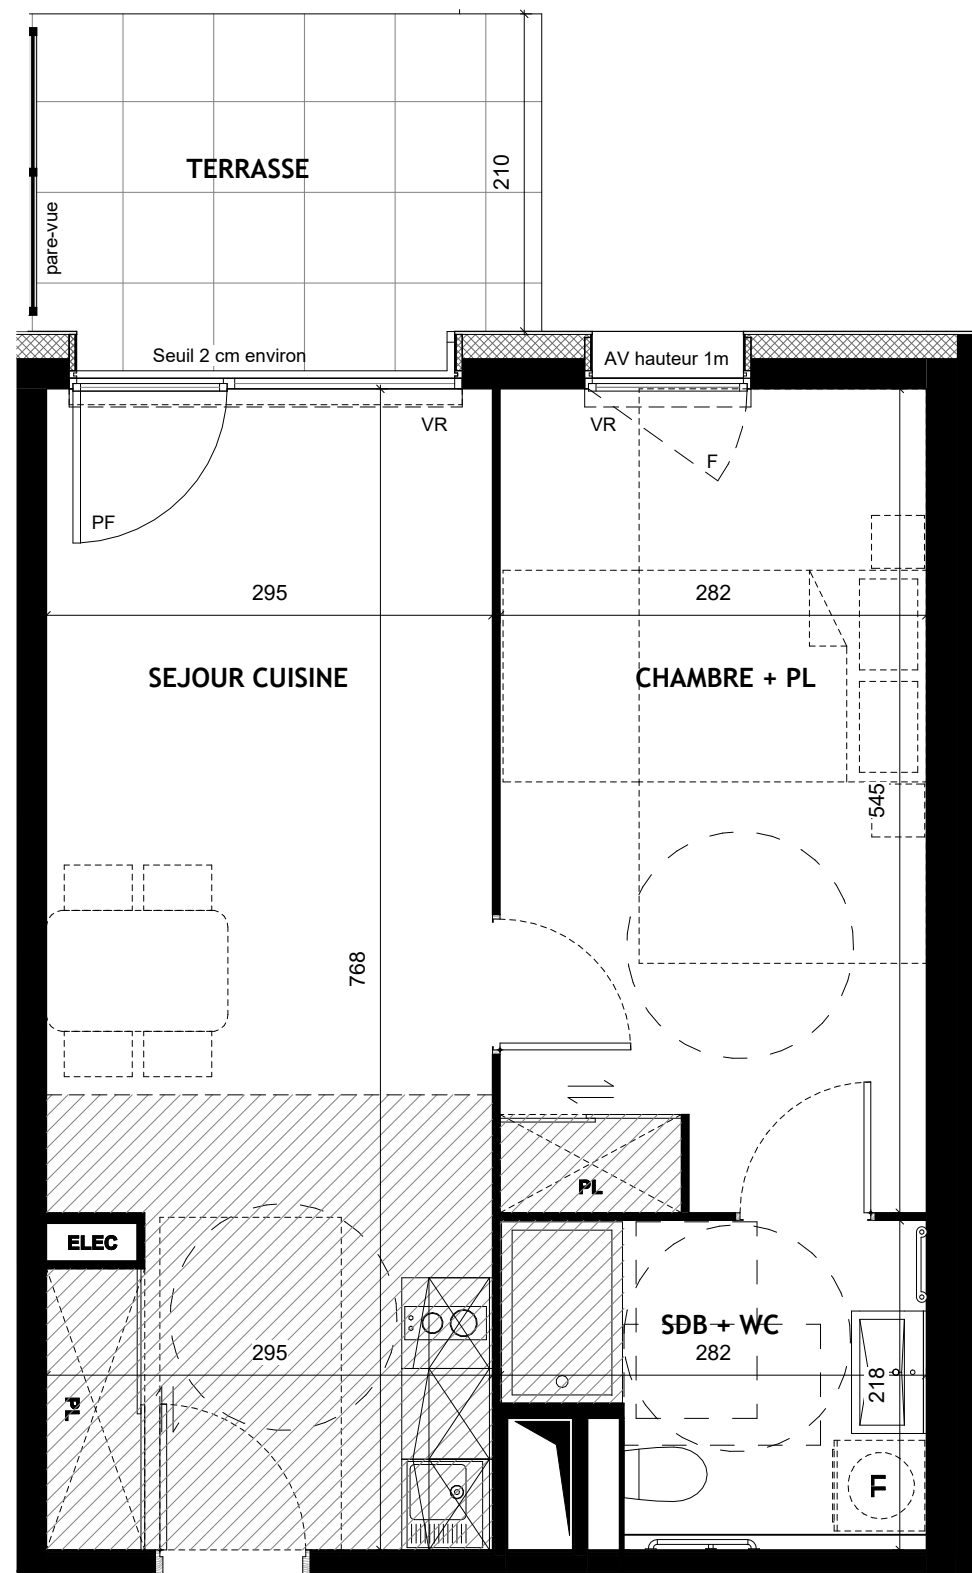 TERRASSE
210
pare-vue
Seuil 2 cm environ
AV hauteur 1m
VR
VR
F
PF
295
282
SEJOUR CUISINE
CHAMBRE + PL
545
768
PL
ELEC
SDB + WC
295
282
218
PL
LL